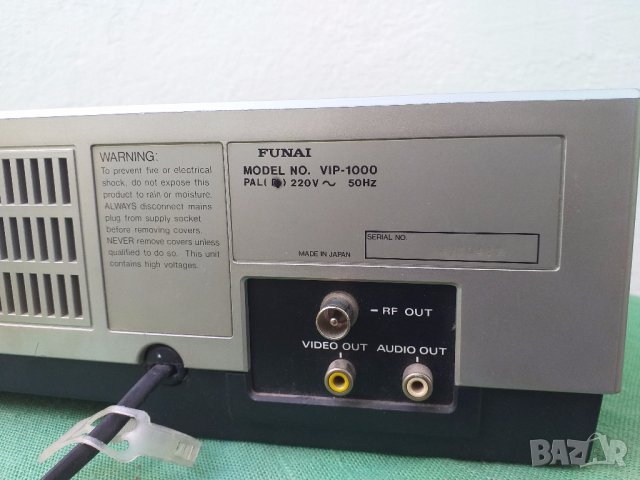 WARNING:
To prevent fire or electrical
shock, do not expose this
product to rain or moisture.
ALWAYS disconnect mains
plug from supply socket
before removing covers.
NEVER remove covers unless
qualified to do so. This unit
contains high voltages.
FUNAI
MODEL NO. VIP-1000
PAL( ) 220V ~ 50HZ
SERIAL NO.
MADE IN JAPAN
RF OUT
VIDEO OUT AUDIO OUT
BAZAR